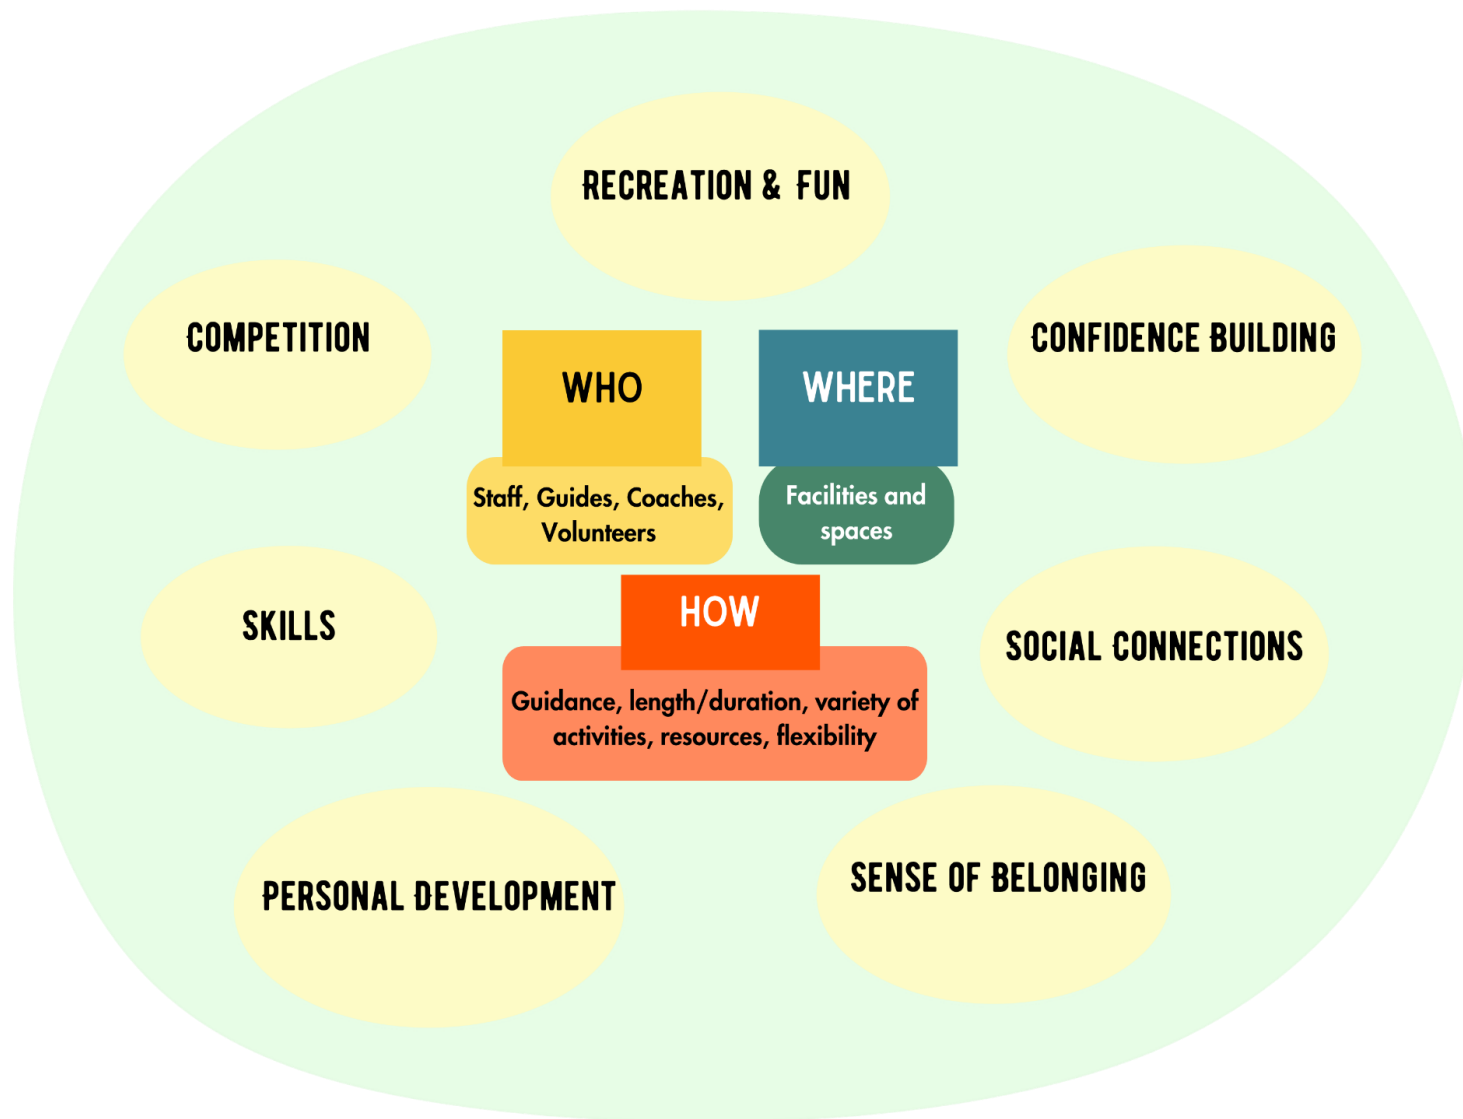 RECREATION & FUN
COMPETITION
CONFIDENCE BUILDING
WHO
WHERE
Staff, Guides, Coaches,
Volunteers
Facilities and
spaces
HOW
SKILLS
SOCIAL CONNECTIONS
Guidance, length/duration, variety of
activities, resources, flexibility
PERSONAL DEVELOPMENT
SENSE OF BELONGING